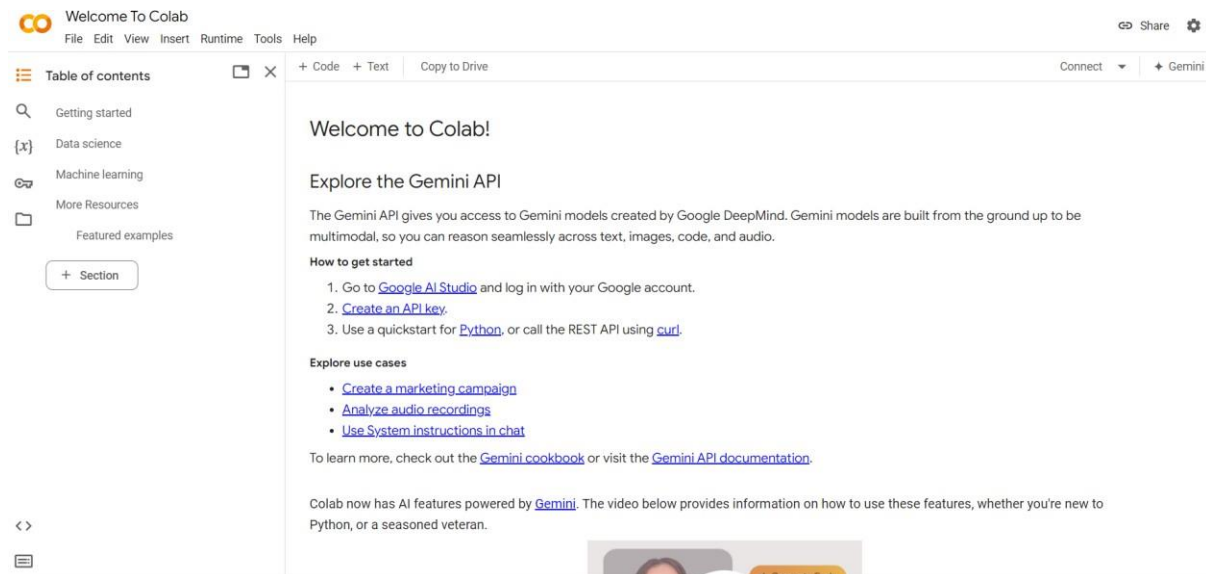 Welcome To Colab
File Edit View Insert Runtime Tools Help
Share
Table of contents
+ Code + Text Copy to Drive
Connect
Gemini
Getting started
Data science
Machine learning
More Resources
Featured examples
+ Section
Welcome to Colab!
Explore the Gemini API
The Gemini API gives you access to Gemini models created by Google DeepMind. Gemini models are built from the ground up to be
multimodal, so you can reason seamlessly across text, images, code, and audio.
How to get started
1. Go to Google AI Studio and log in with your Google account.
2. Create an API key.
3. Use a quickstart for Python, or call the REST API using curl.
Explore use cases
• Create a marketing campaign
• Analyze audio recordings
• Use System instructions in chat
To learn more, check out the Gemini cookbook or visit the Gemini API documentation.
Colab now has AI features powered by Gemini. The video below provides information on how to use these features, whether you're new to
Python, or a seasoned veteran.